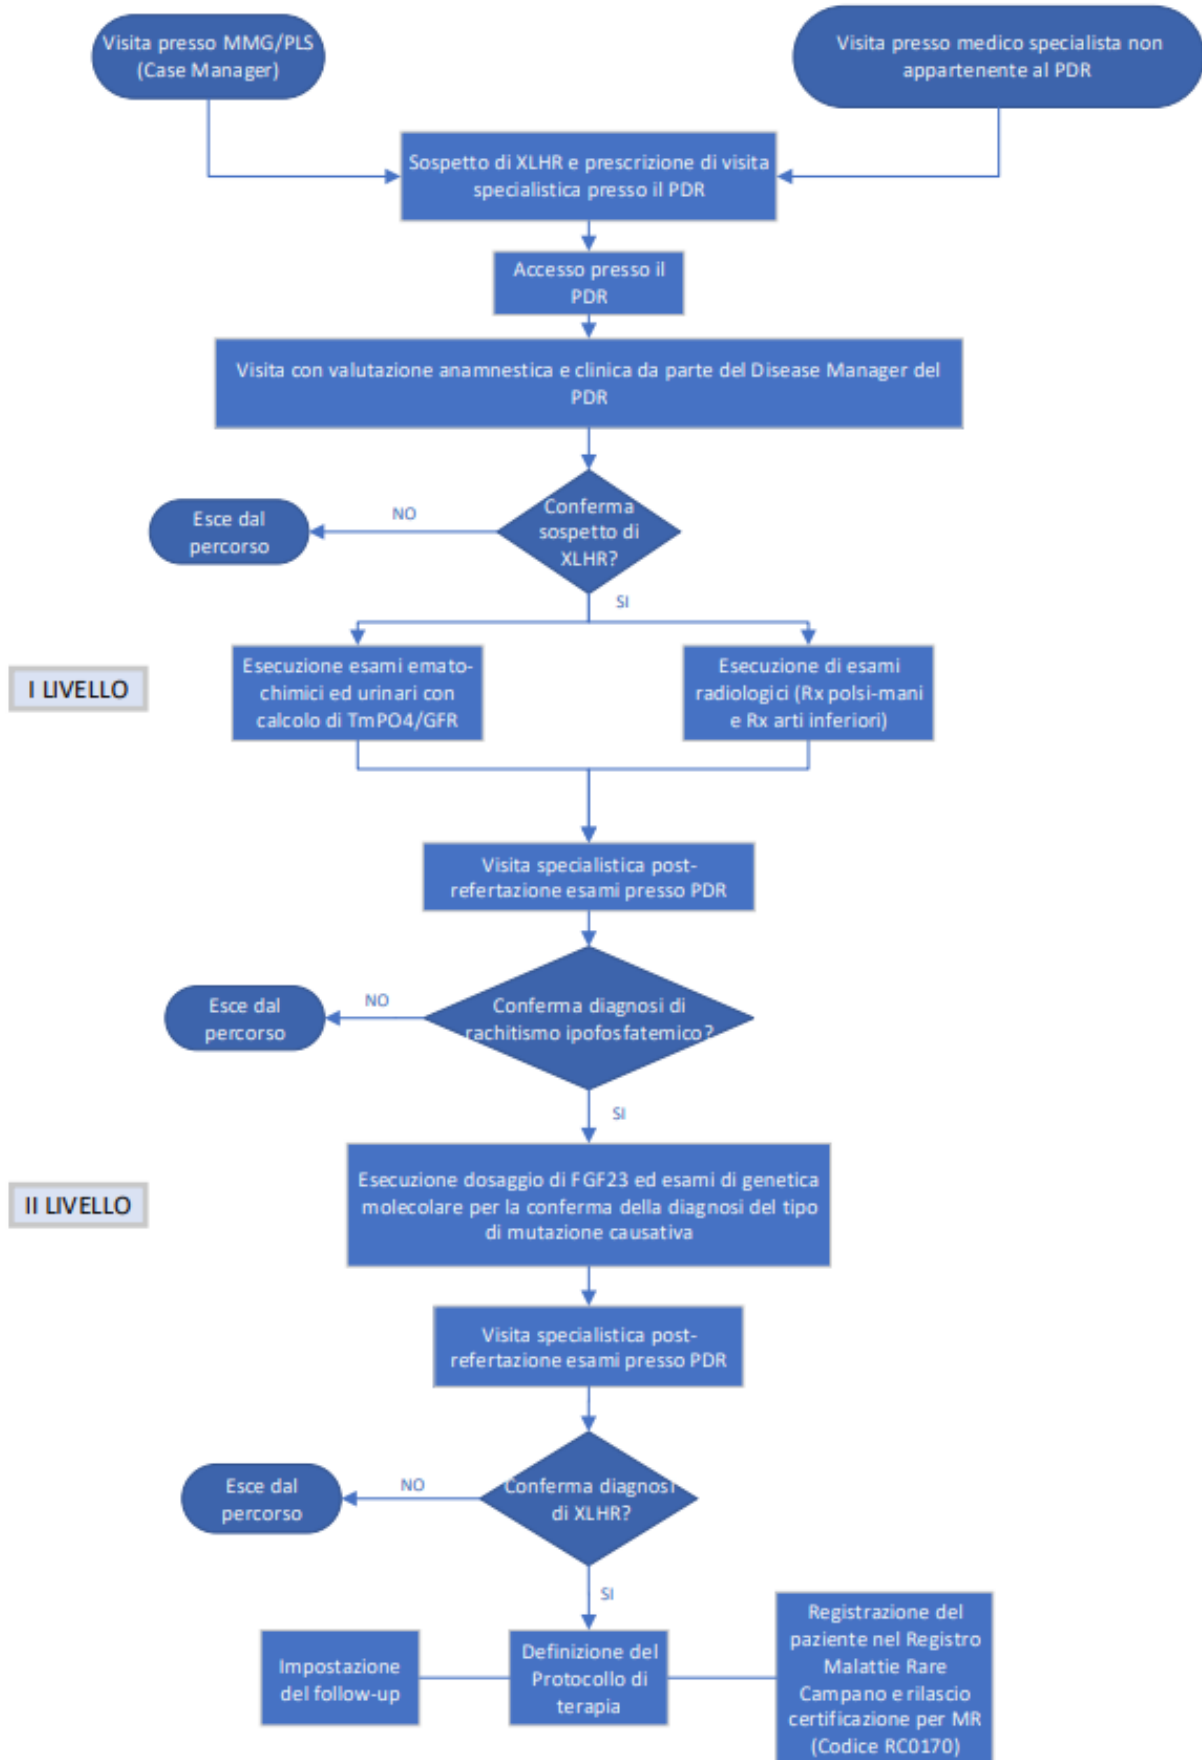 Visita presso MMG/PLS
(Case Manager)
Visita presso medico specialista non
appartenente al PDR
Sospetto di XLHR e prescrizione di visita
specialistica presso il PDR
Accesso presso il
PDR
Visita con valutazione anamnestica e clinica da parte del Disease Manager del
PDR
Conferma
sospetto di
XLHR?
NO
Esce dal
percorso
SI
I LIVELLO
Esecuzione esami emato-
chimici ed urinari con
calcolo di TmPO4/GFR
Esecuzione di esami
radiologici (Rx polsi-mani
e Rx arti inferiori)
Visita specialistica post-
refertazione esami presso PDR
Conferma diagnosi di
rachitismo ipofosfatemico?
NO
Esce dal
percorso
SI
II LIVELLO
Esecuzione dosaggio di FGF23 ed esami di genetica
molecolare per la conferma della diagnosi del tipo
di mutazione causativa
Visita specialistica post-
refertazione esami presso PDR
Conferma diagnosi
di XLHR?
NO
Esce dal
percorso
SI
Impostazione
del follow-up
Definizione del
Protocollo di
terapia
Registrazione del
paziente nel Registro
Malattie Rare
Campano e rilascio
certificazione per MR
(Codice RC0170)